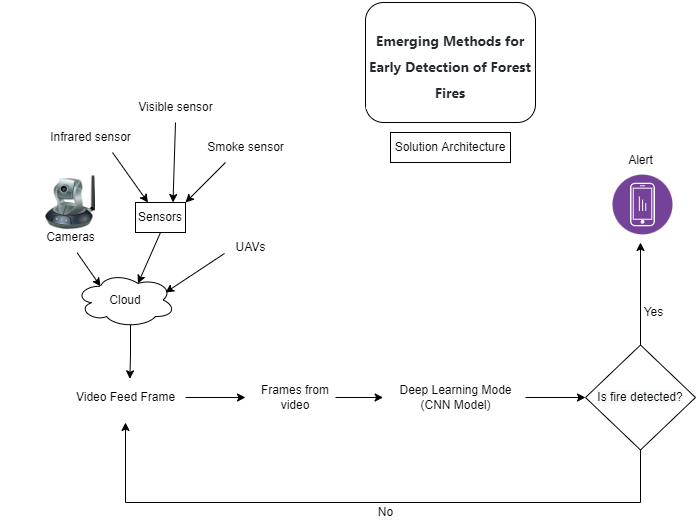 Emerging Methods for
Early Detection of Forest
Fires
Solution Architecture
Visible sensor
Infrared sensor
Smoke sensor
Sensors
Cameras
UAVs
Cloud
Alert
Yes
Video Feed Frame
Frames from
video
Deep Learning Mode
(CNN Model)
Is fire detected?
No